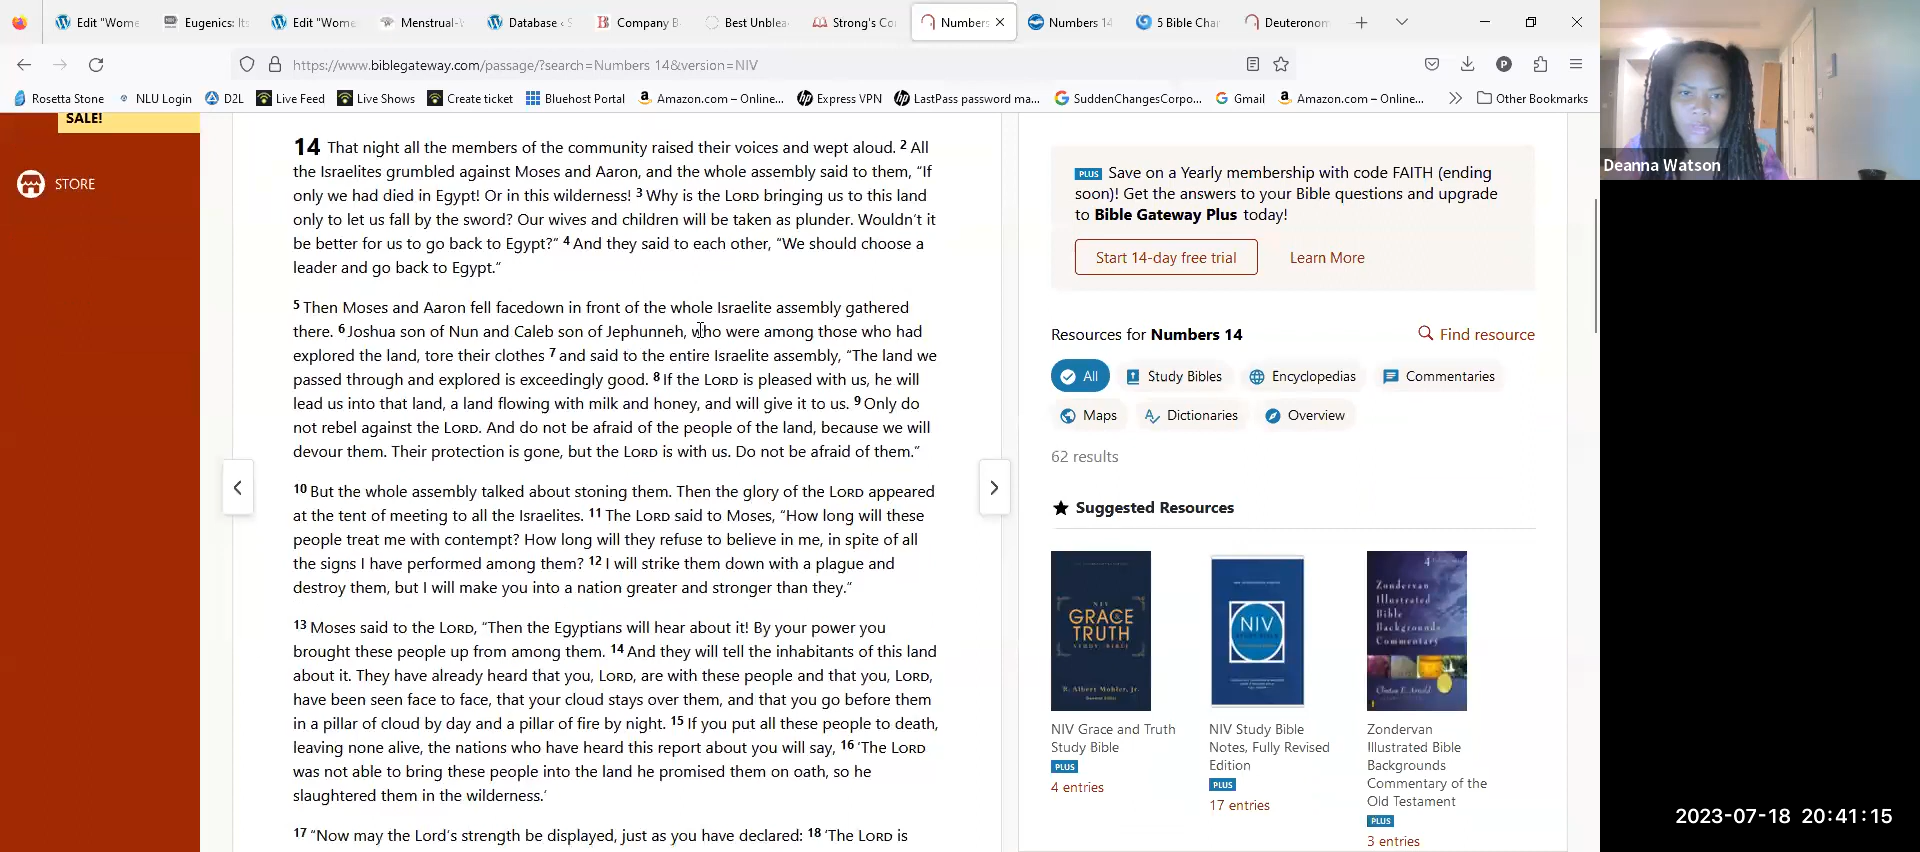 Edit "Wome
Eugenics: Its
Edit "Wome
Menstrual-
Database ‹ S
Company B
Best Unblea
Strong's Co
Numbers
Numbers 14
5 Bible Cha
Deuteronom
https://www.biblegateway.com/passage/?search=Numbers 14&version=NIV
Rosetta Stone
NLU Login
D2L
Live Feed
Live Shows
Create ticket
Bluehost Portal
Amazon.com – Online...
Express VPN
LastPass password ma...
SuddenChangesCorpo...
Gmail
Amazon.com – Online...
Other Bookmarks
SALE!
STORE
14 That night all the members of the community raised their voices and wept aloud. 2 All
the Israelites grumbled against Moses and Aaron, and the whole assembly said to them, “If
only we had died in Egypt! Or in this wilderness! 3 Why is the LORD bringing us to this land
only to let us fall by the sword? Our wives and children will be taken as plunder. Wouldn’t it
be better for us to go back to Egypt?” 4 And they said to each other, “We should choose a
leader and go back to Egypt.”
5 Then Moses and Aaron fell facedown in front of the whole Israelite assembly gathered
there. 6 Joshua son of Nun and Caleb son of Jephunneh, who were among those who had
explored the land, tore their clothes 7 and said to the entire Israelite assembly, “The land we
passed through and explored is exceedingly good. 8 If the LORD is pleased with us, he will
lead us into that land, a land flowing with milk and honey, and will give it to us. 9 Only do
not rebel against the LORD. And do not be afraid of the people of the land, because we will
devour them. Their protection is gone, but the LORD is with us. Do not be afraid of them.”
10 But the whole assembly talked about stoning them. Then the glory of the LORD appeared
at the tent of meeting to all the Israelites. 11 The LORD said to Moses, “How long will these
people treat me with contempt? How long will they refuse to believe in me, in spite of all
the signs I have performed among them? 12 I will strike them down with a plague and
destroy them, but I will make you into a nation greater and stronger than they.”
13 Moses said to the LORD, “Then the Egyptians will hear about it! By your power you
brought these people up from among them. 14 And they will tell the inhabitants of this land
about it. They have already heard that you, LORD, are with these people and that you, LORD,
have been seen face to face, that your cloud stays over them, and that you go before them
in a pillar of cloud by day and a pillar of fire by night. 15 If you put all these people to death,
leaving none alive, the nations who have heard this report about you will say, 16 ‘The LORD
was not able to bring these people into the land he promised them on oath, so he
slaughtered them in the wilderness.’
17 “Now may the Lord’s strength be displayed, just as you have declared: 18 ‘The LORD is
PLUS Save on a Yearly membership with code FAITH (ending
soon)! Get the answers to your Bible questions and upgrade
to Bible Gateway Plus today!
Start 14-day free trial
Learn More
Resources for Numbers 14
Find resource
All
Study Bibles
Encyclopedias
Commentaries
Maps
Dictionaries
Overview
62 results
Suggested Resources
NIV
GRACE
TRUTH
STUDY BIBLE
R. Albert Mohler, Jr.
NIV
STUDY BIBLE
4
Zondervan
Illustrated
Bible
Backgrounds
Commentary
Clinton E. Arnold
NIV Grace and Truth
Study Bible
PLUS
4 entries
NIV Study Bible
Notes, Fully Revised
Edition
PLUS
17 entries
Zondervan
Illustrated Bible
Backgrounds
Commentary of the
Old Testament
PLUS
3 entries
Deanna Watson
2023-07-18 20:41:15